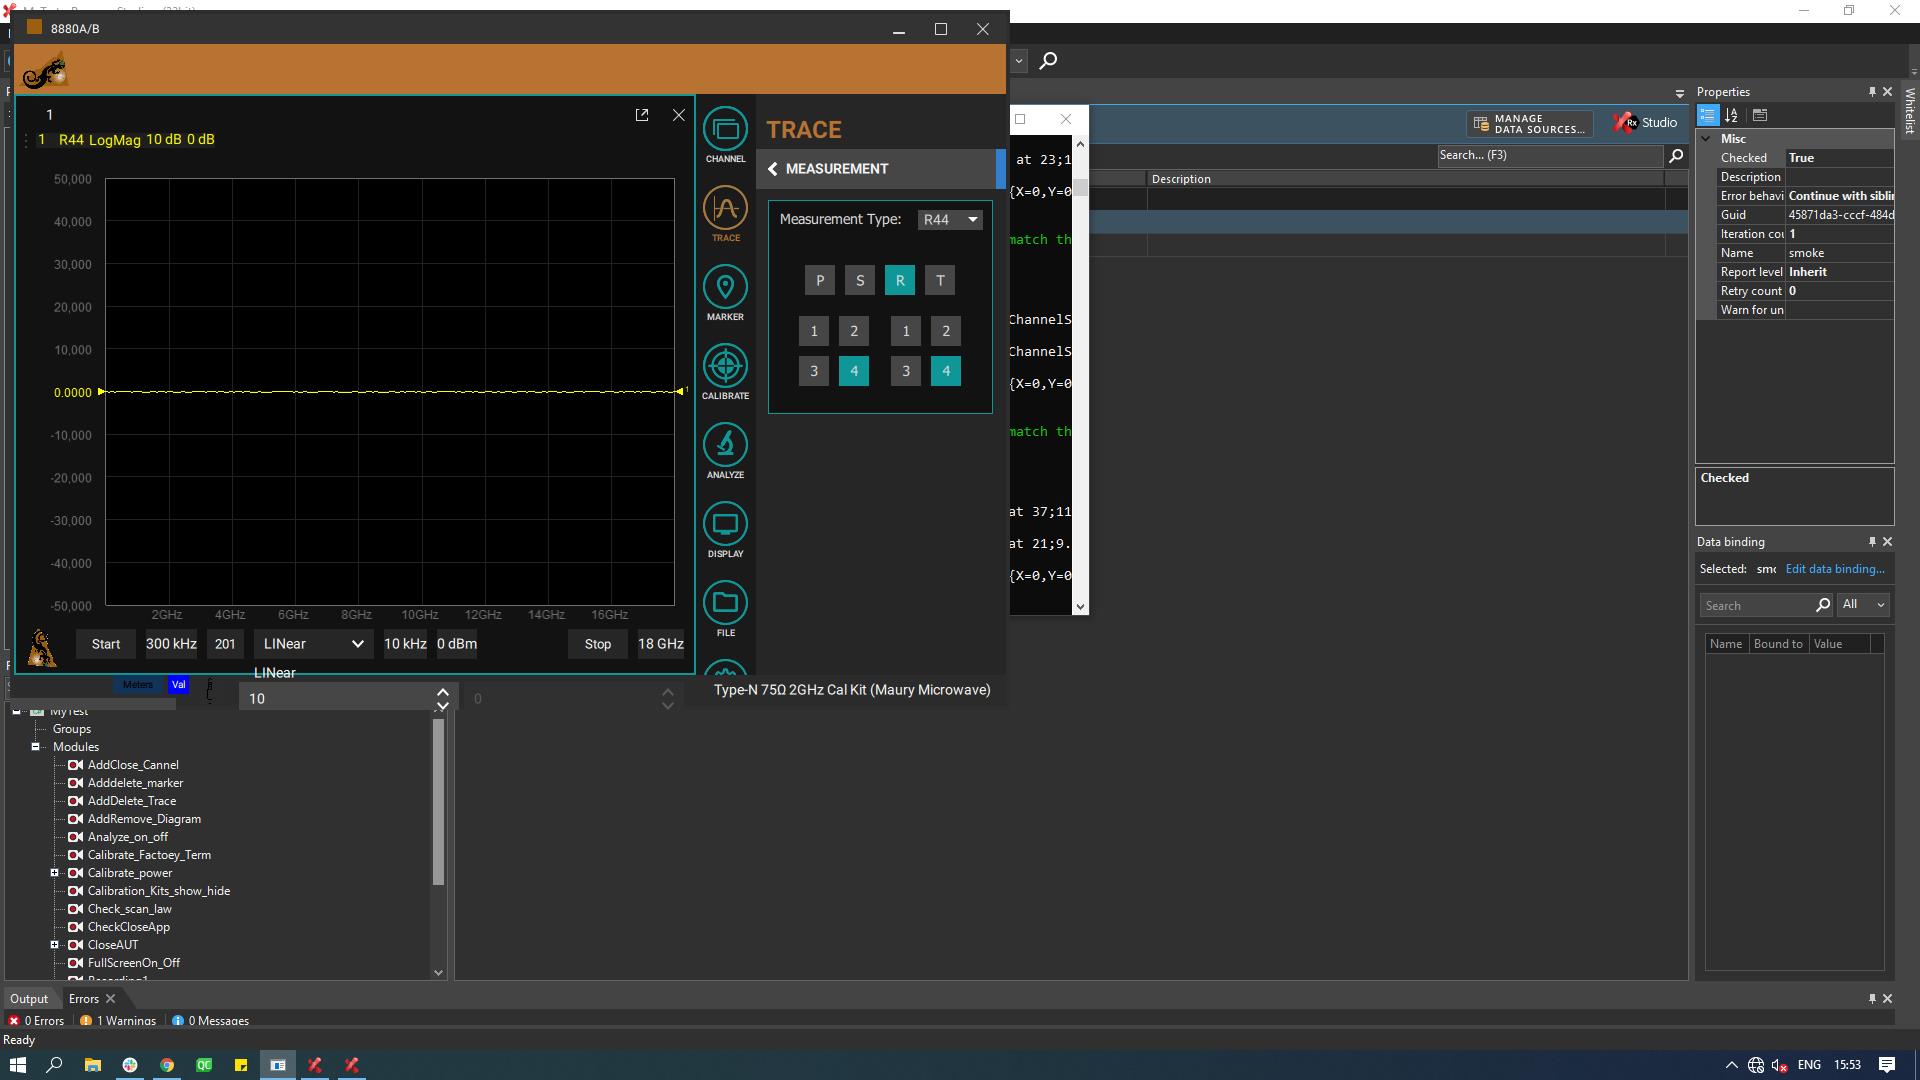 8880A/B
1
1 R44 LogMag 10 dB 0 dB
50,000
40,000
30,000
20,000
10,000
0.0000
1
-10,000
-20,000
-30,000
-40,000
-50,000
2GHz 4GHz 6GHz 8GHz 10GHz 12GHz 14GHz 16GHz
Start 300 kHz 201 LINear 10 kHz 0 dBm Stop 18 GHz
LINear
Meters Val
10
0
Type-N 75Ω 2GHz Cal Kit (Maury Microwave)
CHANNEL
TRACE
MARKER
CALIBRATE
ANALYZE
DISPLAY
FILE
TRACE
MEASUREMENT
Measurement Type: R44
P S R T
1 2 1 2
3 4 3 4
at 23;1
{X=0,Y=0
match th
ChannelS
ChannelS
{X=0,Y=0
match th
at 37;11
at 21;9.
{X=0,Y=0
MANAGE
DATA SOURCES...
Rx Studio
Search... (F3)
Description
Properties
Whitelist
Misc
Checked True
Description
Error behavi Continue with siblin
Guid 45871da3-cccf-484d
Iteration cou 1
Name smoke
Report level Inherit
Retry count 0
Warn for un
Checked
Data binding
Selected: smo Edit data binding...
Search All
Name Bound to Value
MyTest
Groups
Modules
AddClose_Cannel
Adddelete_marker
AddDelete_Trace
AddRemove_Diagram
Analyze_on_off
Calibrate_Factoey_Term
Calibrate_power
Calibration_Kits_show_hide
Check_scan_law
CheckCloseApp
CloseAUT
FullScreenOn_Off
Recording1
Output Errors
0 Errors 1 Warnings 0 Messages
Ready
QC
ENG 15:53